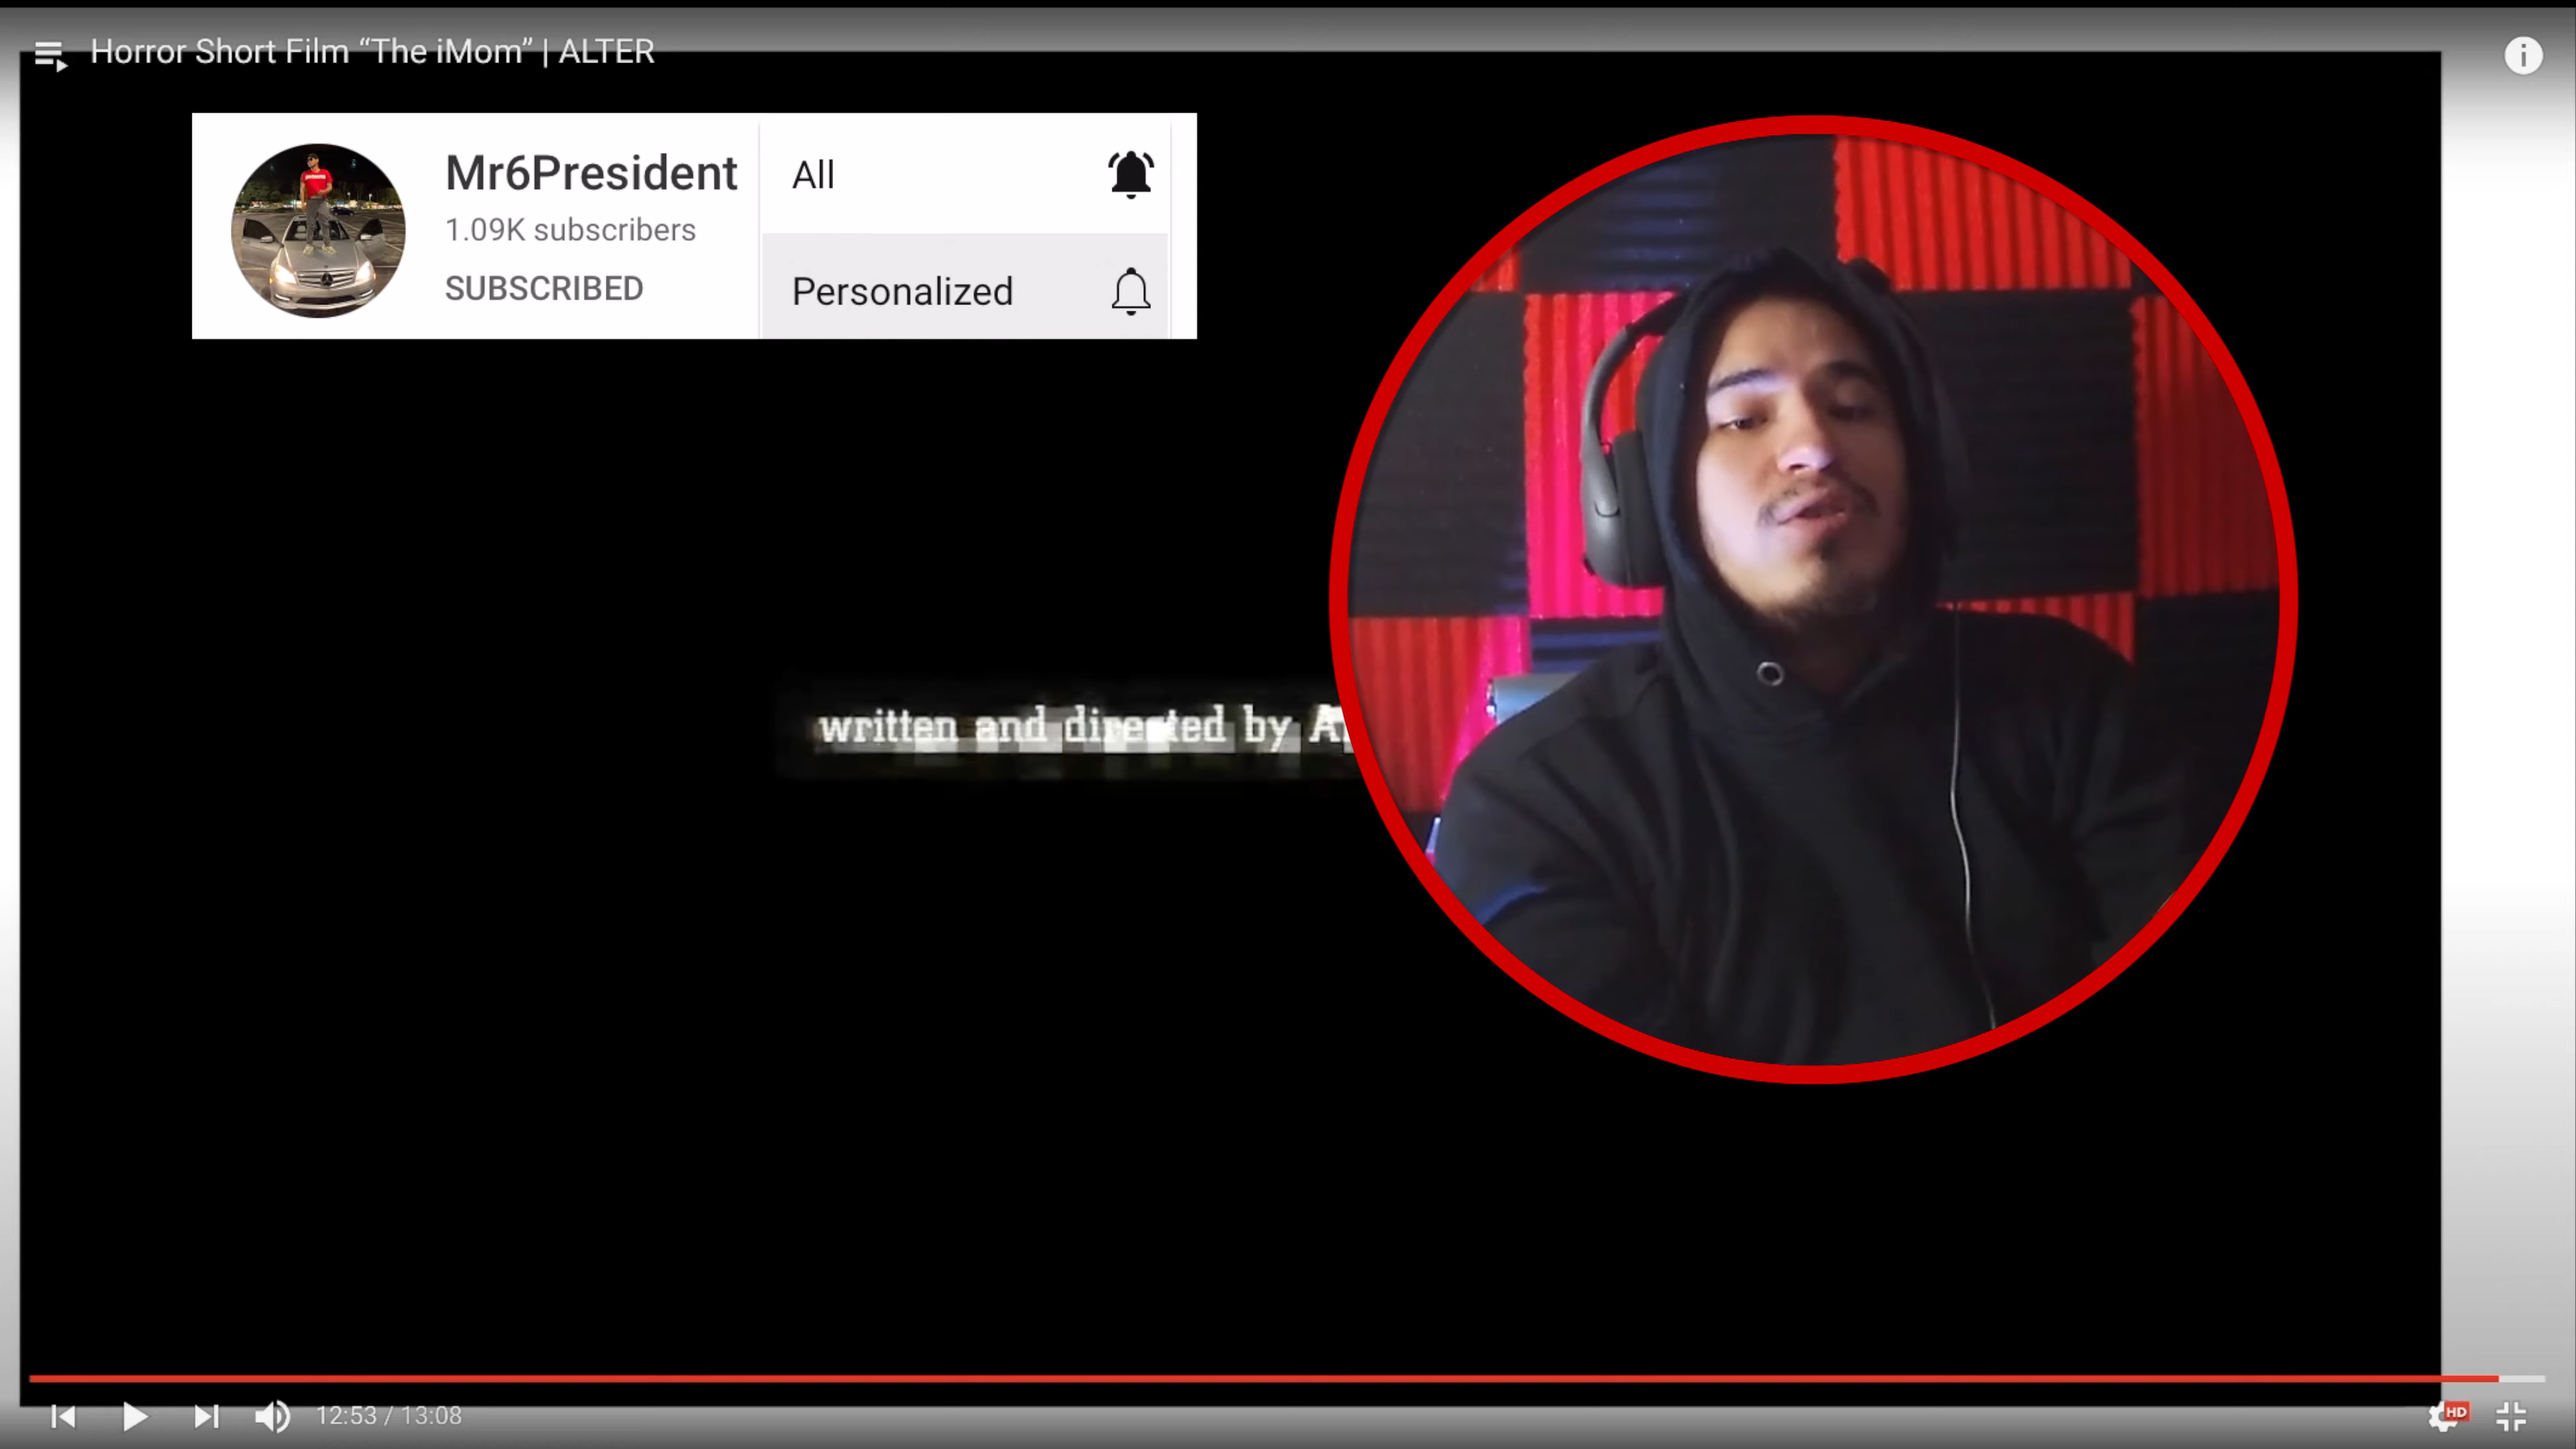 Horror Short Film “The iMom” | ALTER
Mr6President
1.09K subscribers
SUBSCRIBED
All
Personalized
written and directed by
12:53 / 13:08
HD